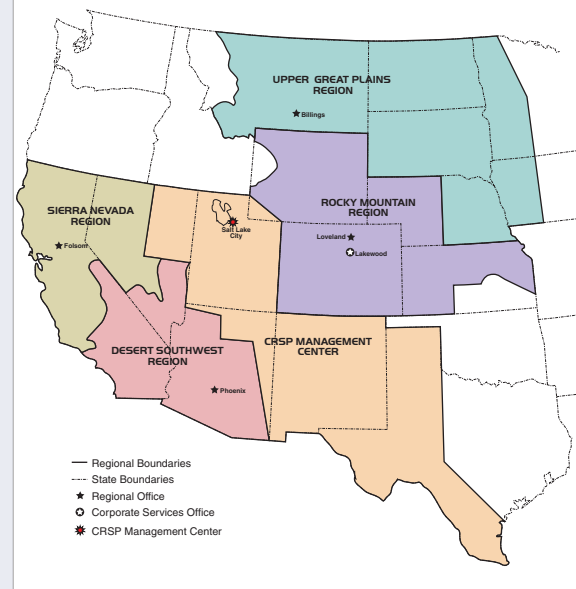 UPPER GREAT PLAINS
REGION
Billings
ROCKY MOUNTAIN
REGION
SIERRA NEVADA
REGION
Loveland
Salt Lake
City
Folsom
Lakewood
CRSP MANAGEMENT
CENTER
DESERT SOUTHWEST
REGION
Phoenix
Regional Boundaries
State Boundaries
Regional Office
Corporate Services Office
CRSP Management Center